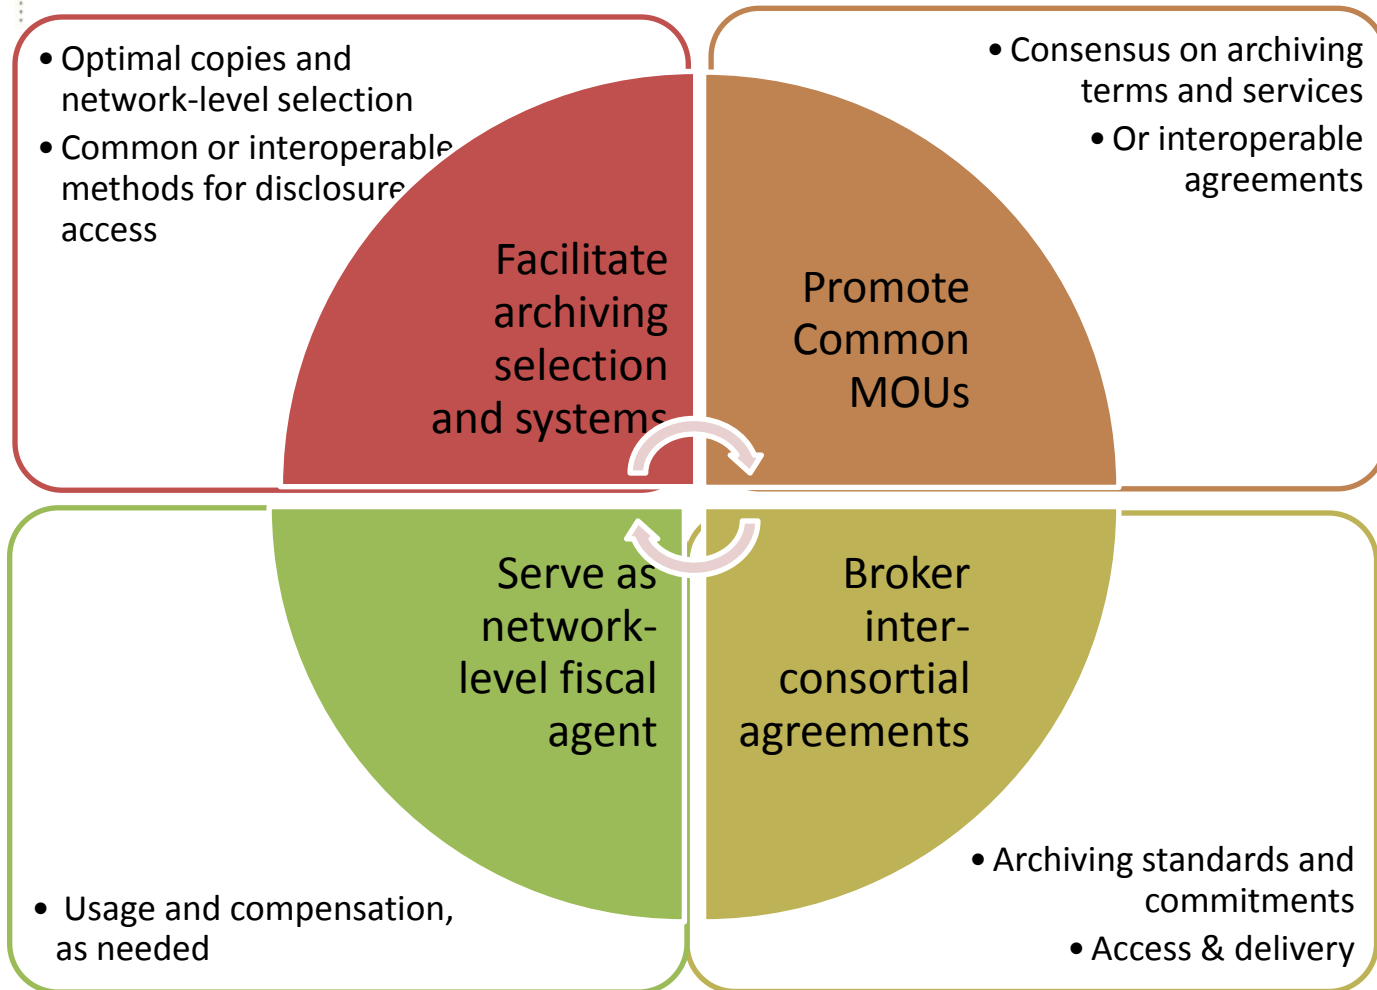 • Optimal copies and
network-level selection
• Common or interoperable
methods for disclosure
access
Facilitate
archiving
selection
and systems
• Consensus on archiving
terms and services
• Or interoperable
agreements
Promote
Common
MOUs
Serve as
network-
level fiscal
agent
• Usage and compensation,
as needed
Broker
inter-
consortial
agreements
• Archiving standards and
commitments
• Access & delivery